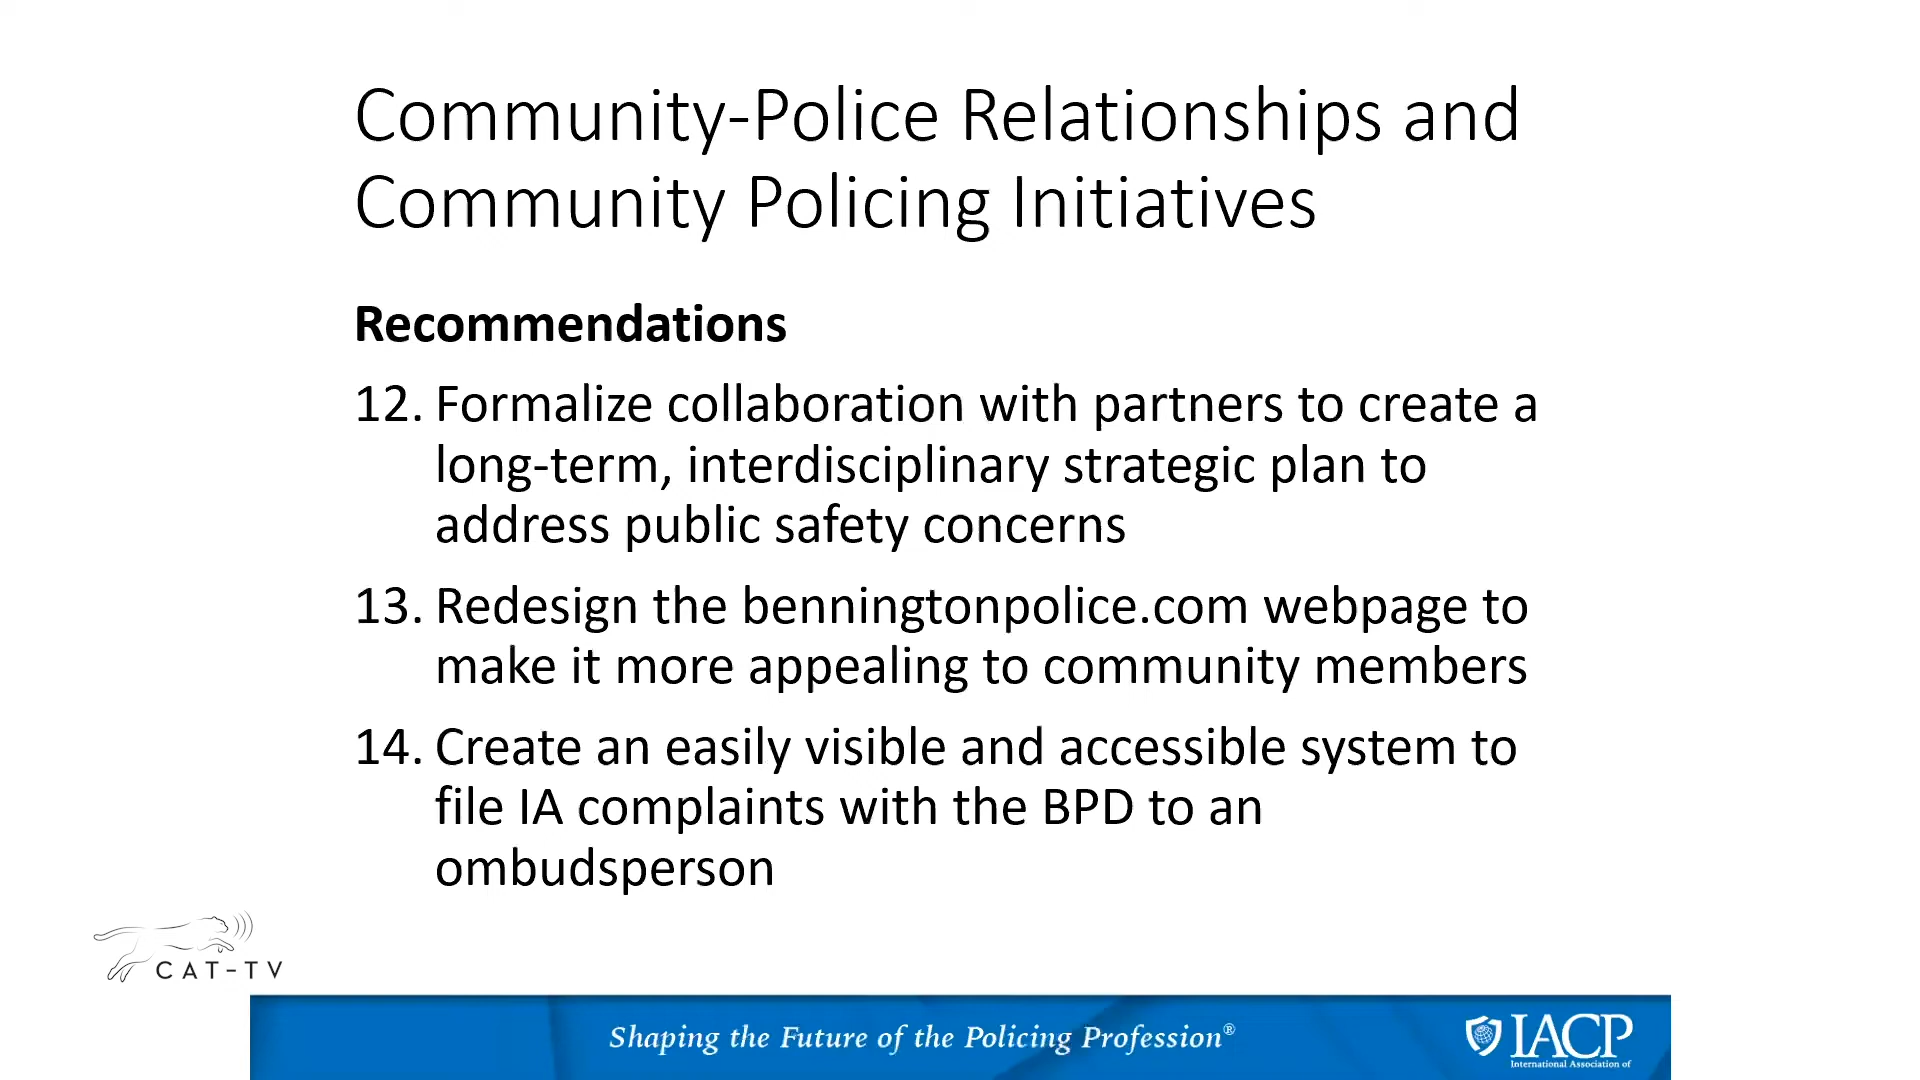 Community-Police Relationships and
Community Policing Initiatives
Recommendations
12. Formalize collaboration with partners to create a
long-term, interdisciplinary strategic plan to
address public safety concerns
13. Redesign the benningtonpolice.com webpage to
make it more appealing to community members
14. Create an easily visible and accessible system to
file IA complaints with the BPD to an
ombudsperson
CAT-TV
Shaping the Future of the Policing Profession®
IACP
International Association of